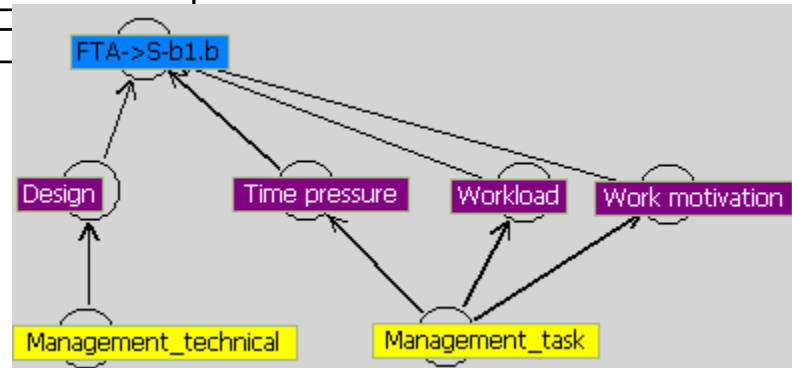 FTA->S-b1.b
Design
Time pressure
Workload
Work motivation
Management_technical
Management_task